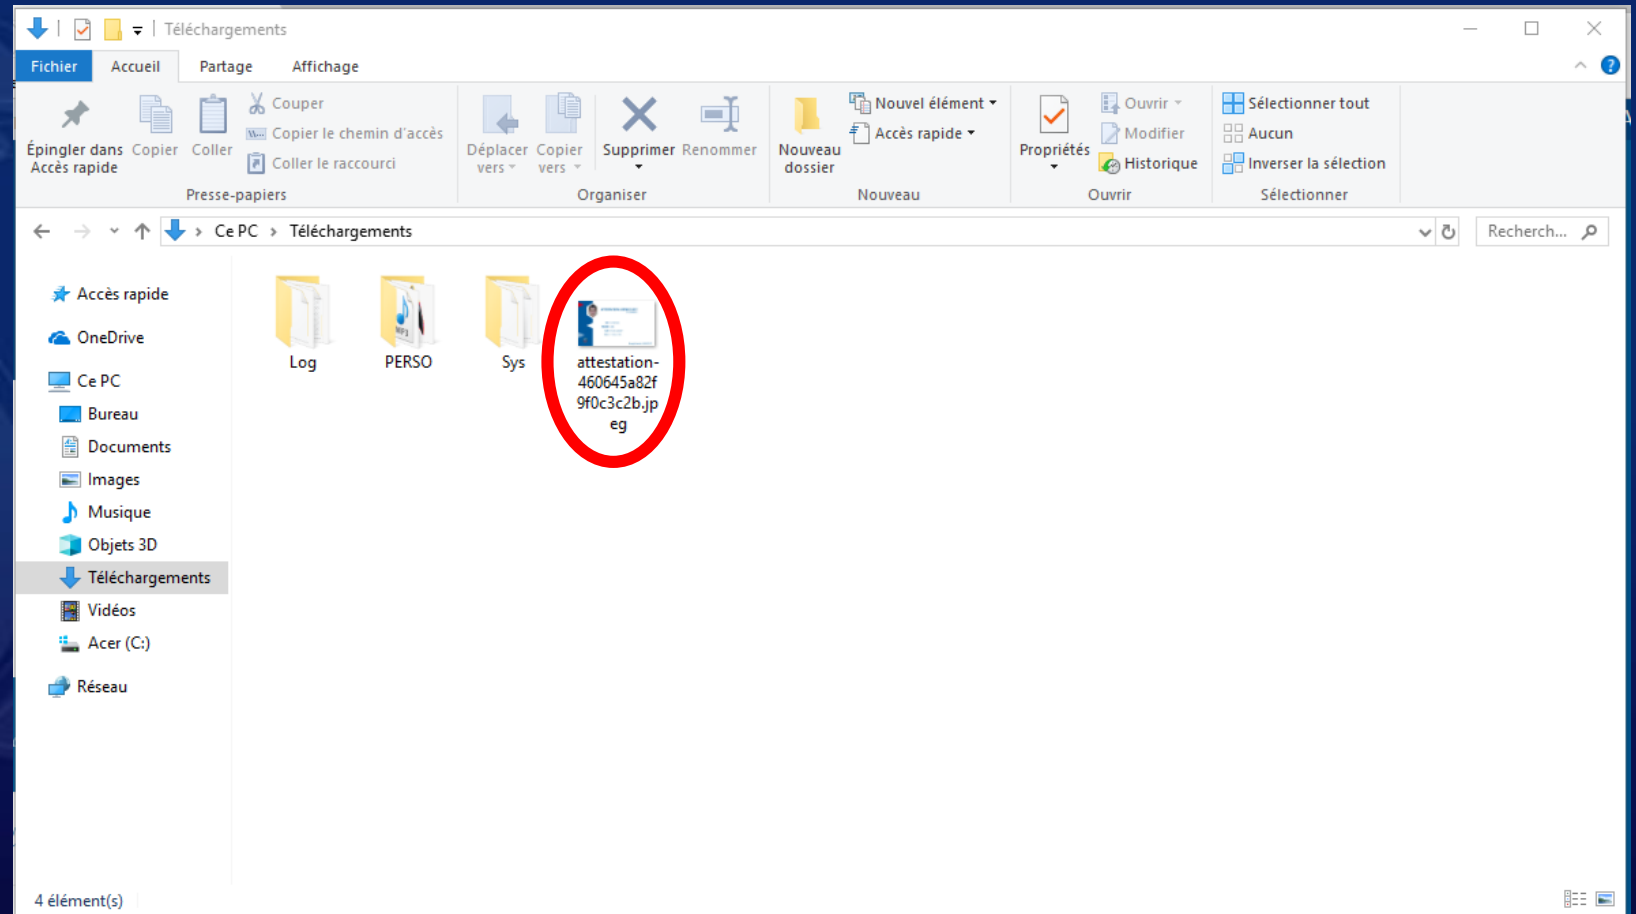 Téléchargements
Fichier Accueil Partage Affichage
Épingler dans Accès rapide
Copier
Coller
Couper
Copier le chemin d'accès
Coller le raccourci
Presse-papiers
Déplacer vers
Copier vers
Supprimer
Renommer
Organiser
Nouveau dossier
Nouvel élément
Accès rapide
Nouveau
Propriétés
Ouvrir
Modifier
Historique
Ouvrir
Sélectionner tout
Aucun
Inverser la sélection
Sélectionner
Ce PC > Téléchargements
Recherch...
Accès rapide
OneDrive
Ce PC
Bureau
Documents
Images
Musique
Objets 3D
Téléchargements
Vidéos
Acer (C:)
Réseau
Log
PERSO
Sys
attestation-
460645a82f
9f0c3c2b.jp
eg
4 élément(s)